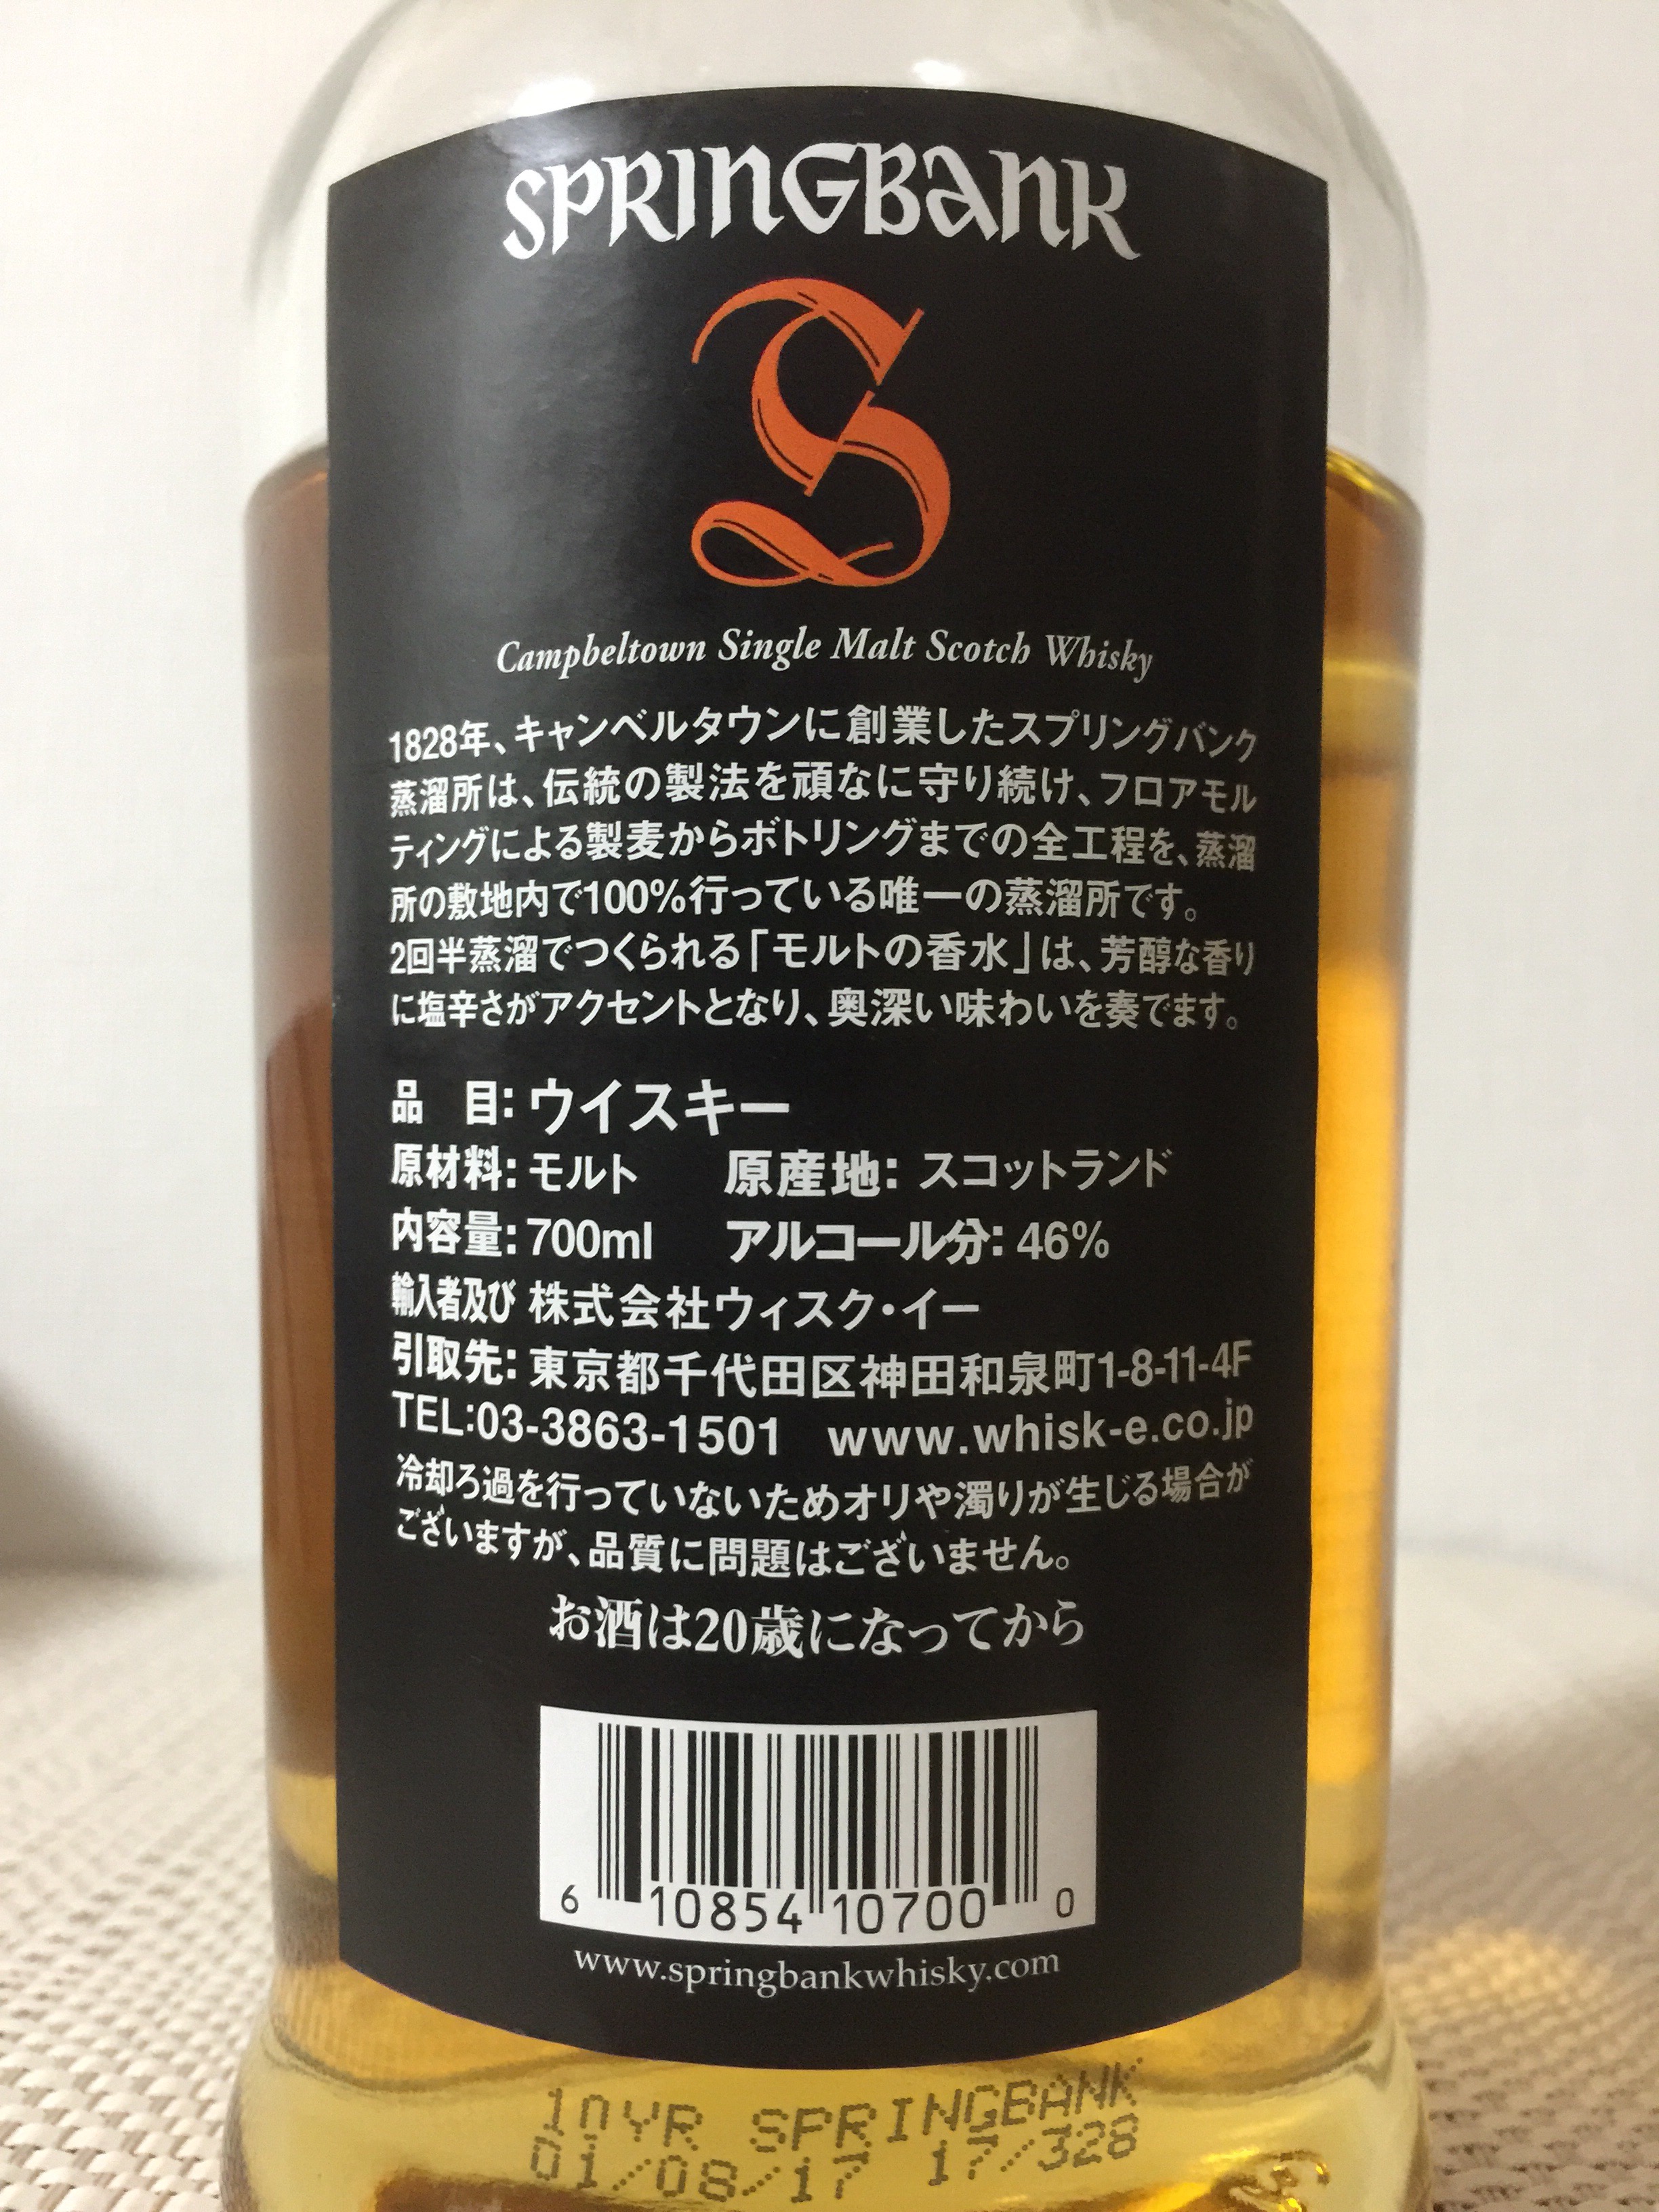 SPRINGBANK
S
Campbeltown Single Malt Scotch Whisky
1828年、キャンベルタウンに創業したスプリングバンク
蒸溜所は、伝統の製法を頑なに守り続け、フロアモル
ティングによる製麦からボトリングまでの全工程を、蒸溜
所の敷地内で100%行っている唯一の蒸溜所です。
2回半蒸溜でつくられる「モルトの香水」は、芳醇な香り
に塩辛さがアクセントとなり、奥深い味わいを奏でます。
品 目: ウイスキー
原材料: モルト 原産地: スコットランド
内容量: 700ml アルコール分: 46%
輸入者及び 株式会社ウィスク・イー
引取先: 東京都千代田区神田和泉町1-8-11-4F
TEL:03-3863-1501 www.whisk-e.co.jp
冷却ろ過を行っていないためオリや濁りが生じる場合が
ございますが、品質に問題はございません。
お酒は20歳になってから
6 10854 10700 0
www.springbankwhisky.com
10YR SPRINGBANK
01/08/17 17/328